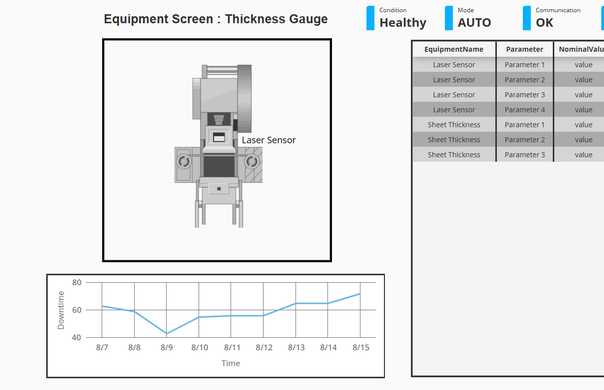 Equipment Screen : Thickness Gauge
Condition
Healthy
Mode
AUTO
Communication
OK
Laser Sensor
EquipmentName Parameter NominalValu
Laser Sensor Parameter 1 value
Laser Sensor Parameter 2 value
Laser Sensor Parameter 3 value
Laser Sensor Parameter 4 value
Sheet Thickness Parameter 1 value
Sheet Thickness Parameter 2 value
Sheet Thickness Parameter 3 value
Downtime
80
60
40
8/7 8/8 8/9 8/10 8/11 8/12 8/13 8/14 8/15
Time